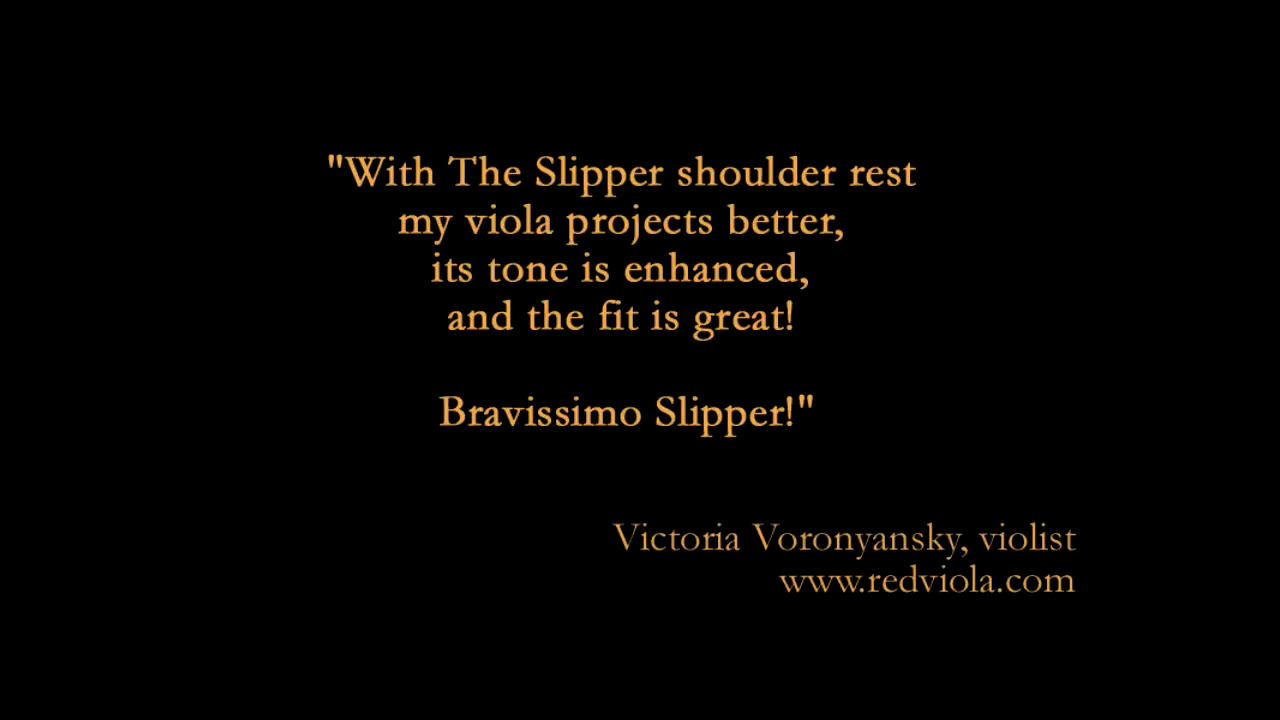 "With The Slipper shoulder rest
my viola projects better,
its tone is enhanced,
and the fit is great!
Bravissimo Slipper!"
Victoria Voronyansky, violist
www.redviola.com